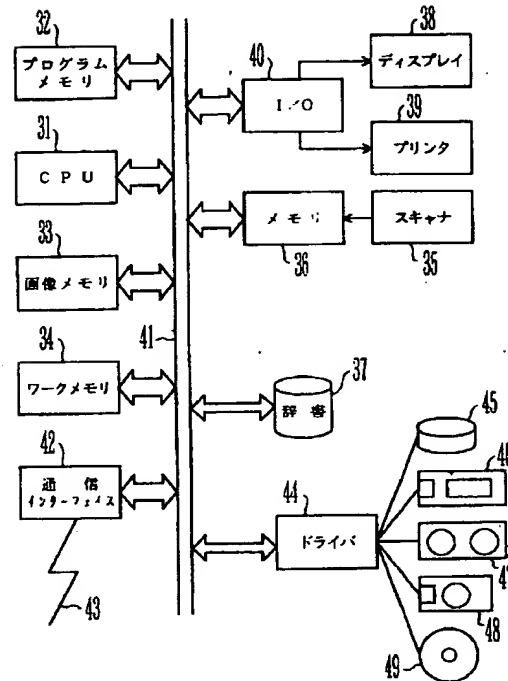 32
プログラム
メモリ
31
CPU
33
画像メモリ
34
ワークメモリ
42
通信
インターフェイス
43
41
40
I/O
38
ディスプレイ
39
プリンタ
メモリ
36
スキャナ
35
37
辞書
44
ドライバ
45
46
47
48
49